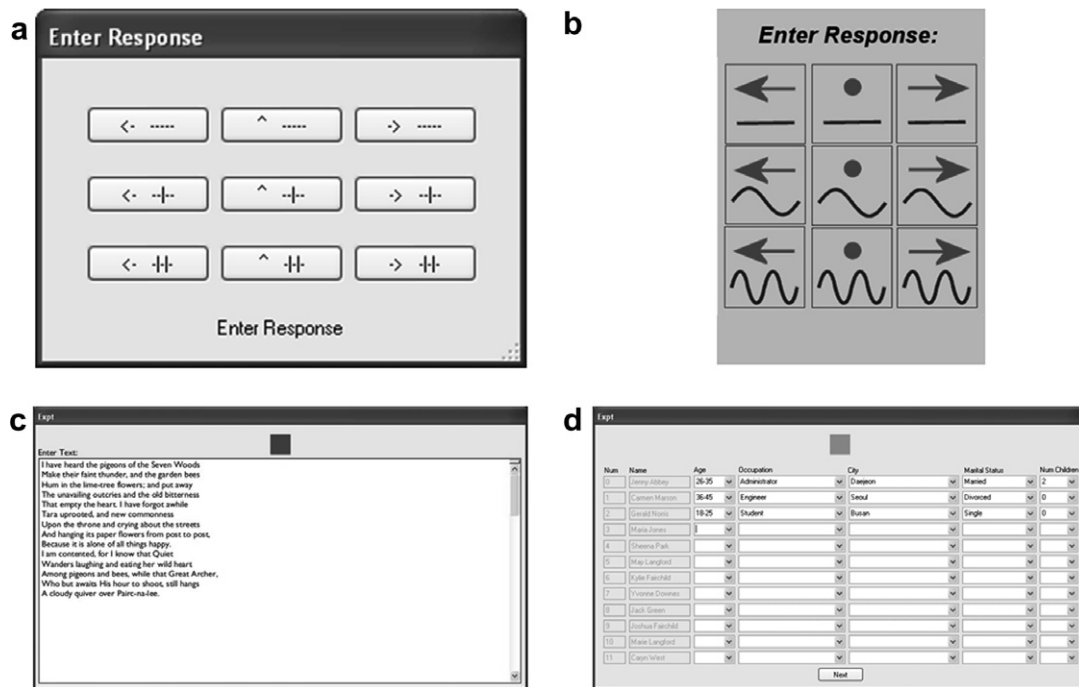 a
Enter Response
<- ----- ^ ----- -> -----
<- --|-- ^ --|-- -> --|--
<- -|-|- ^ -|-|- -> -|-|-
Enter Response
b
Enter Response:
c
Expt
Enter Text:
I have heard the pigeons of the Seven Woods
Make their faint thunder, and the garden bees
Hum in the lime-tree flowers; and put away
The unavailing outcries and the old bitterness
That empty the heart. I have forgot awhile
Tara uprooted, and new commonness
Upon the throne and crying about the streets
And hanging its paper flowers from post to post,
Because it is alone of all things happy.
I am contented, for I know that Quiet
Wanders laughing and eating her wild heart
Among pigeons and bees, while that Great Archer,
Who but awaits His hour to shoot, still hangs
A cloudy quiver over Pairc-na-lee.
d
Expt
Num Name Age Occupation City Marital Status Num Children
0 Jenny Abbey 26-35 Administrator Daejeon Married 2
1 Carmen Marson 36-45 Engineer Seoul Divorced 0
2 Gerald Norris 18-25 Student Busan Single 0
3 Maria Jones
4 Sheena Park
5 May Langford
6 Kylie Fairchild
7 Yvonne Downes
8 Jack Green
9 Joshua Fairchild
10 Marie Langford
11 Caryn West
Next